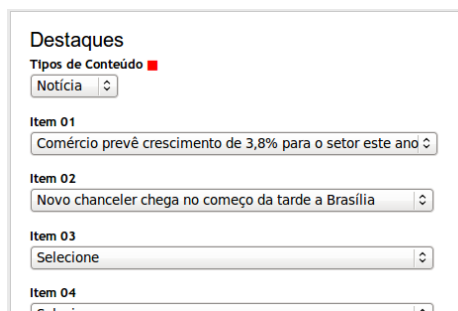 Destaques
Tipos de Conteúdo
Notícia
Item 01
Comércio prevê crescimento de 3,8% para o setor este ano
Item 02
Novo chanceler chega no começo da tarde a Brasília
Item 03
Selecione
Item 04